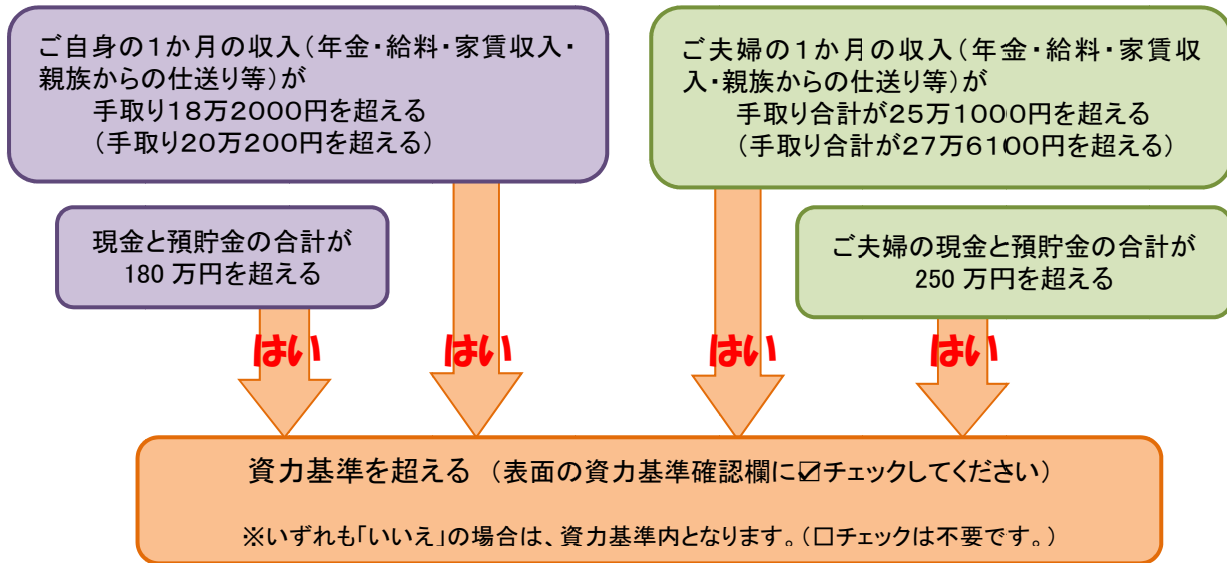 ご自身の１か月の収入（年金・給料・家賃収入・
親族からの仕送り等）が
手取り18万2000円を超える
（手取り20万200円を超える）
ご夫婦の１か月の収入（年金・給料・家賃収
入・親族からの仕送り等）が
手取り合計が25万1000円を超える
（手取り合計が27万6100円を超える）
現金と預貯金の合計が
180 万円を超える
ご夫婦の現金と預貯金の合計が
250 万円を超える
はい
はい
はい
はい
資力基準を超える （表面の資力基準確認欄に☑チェックしてください）
※いずれも「いいえ」の場合は、資力基準内となります。（□チェックは不要です。）